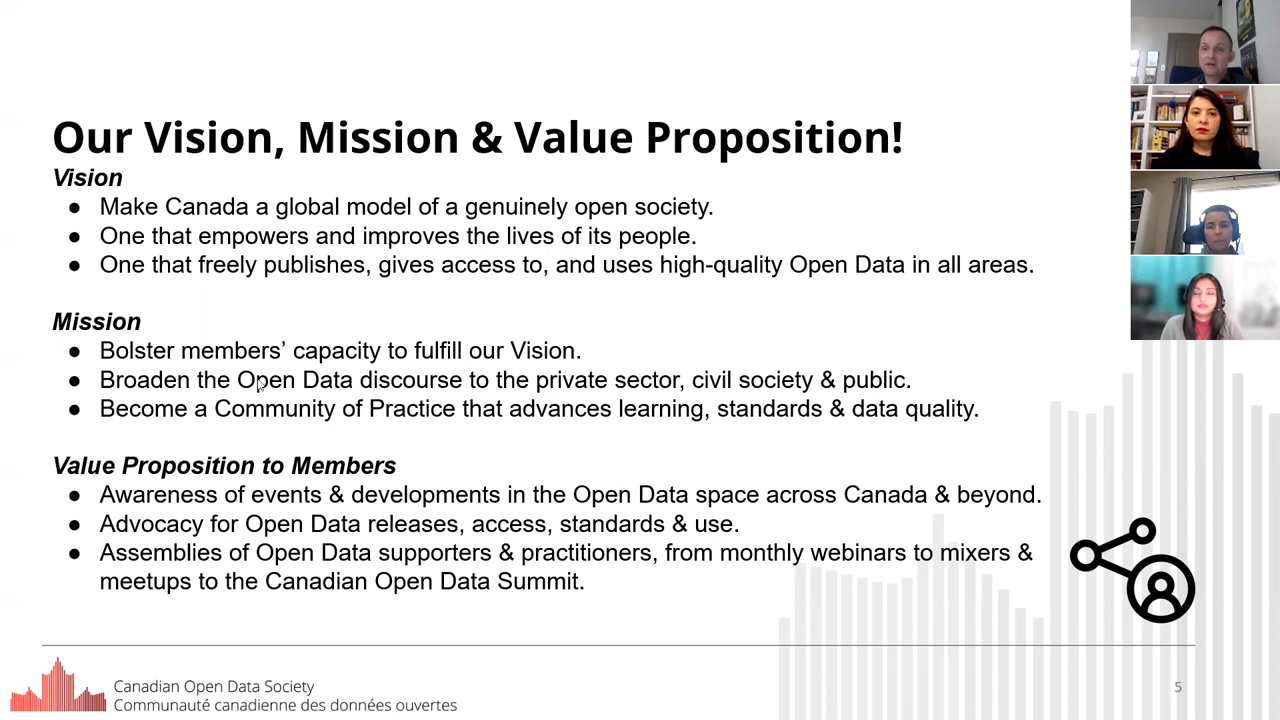 Our Vision, Mission & Value Proposition!
Vision
● Make Canada a global model of a genuinely open society.
● One that empowers and improves the lives of its people.
● One that freely publishes, gives access to, and uses high-quality Open Data in all areas.
Mission
● Bolster members’ capacity to fulfill our Vision.
● Broaden the Open Data discourse to the private sector, civil society & public.
● Become a Community of Practice that advances learning, standards & data quality.
Value Proposition to Members
● Awareness of events & developments in the Open Data space across Canada & beyond.
● Advocacy for Open Data releases, access, standards & use.
● Assemblies of Open Data supporters & practitioners, from monthly webinars to mixers &
meetups to the Canadian Open Data Summit.
Canadian Open Data Society
Communauté canadienne des données ouvertes
5